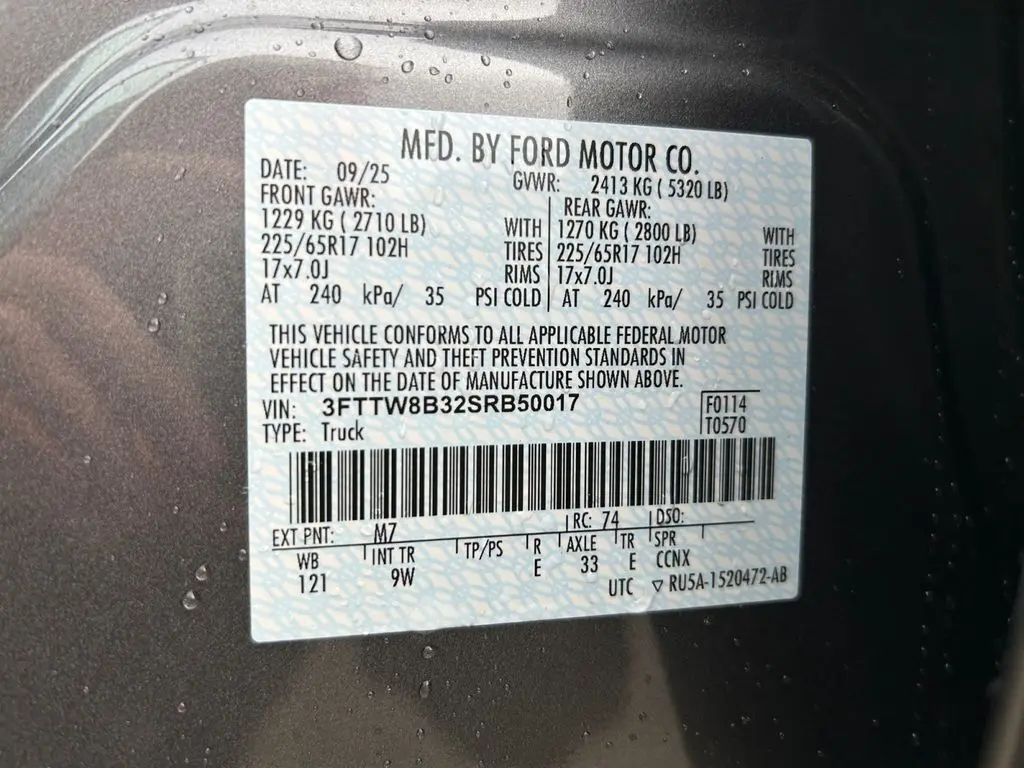 MFD. BY FORD MOTOR CO.
DATE: 09/25 GVWR: 2413 KG ( 5320 LB)
FRONT GAWR: REAR GAWR:
1229 KG ( 2710 LB) WITH 1270 KG ( 2800 LB) WITH
225/65R17 102H TIRES 225/65R17 102H TIRES
17x7.0J RIMS 17x7.0J RIMS
AT 240 kPa/ 35 PSI COLD AT 240 kPa/ 35 PSI COLD
THIS VEHICLE CONFORMS TO ALL APPLICABLE FEDERAL MOTOR
VEHICLE SAFETY AND THEFT PREVENTION STANDARDS IN
EFFECT ON THE DATE OF MANUFACTURE SHOWN ABOVE.
VIN: 3FTTW8B32SRB50017 F0114
TYPE: Truck T0570
EXT PNT: M7 RC: 74 DSO:
WB INT TR TP/PS R AXLE TR SPR
121 9W E 33 E CCNX
UTC ▽ RU5A-1520472-AB